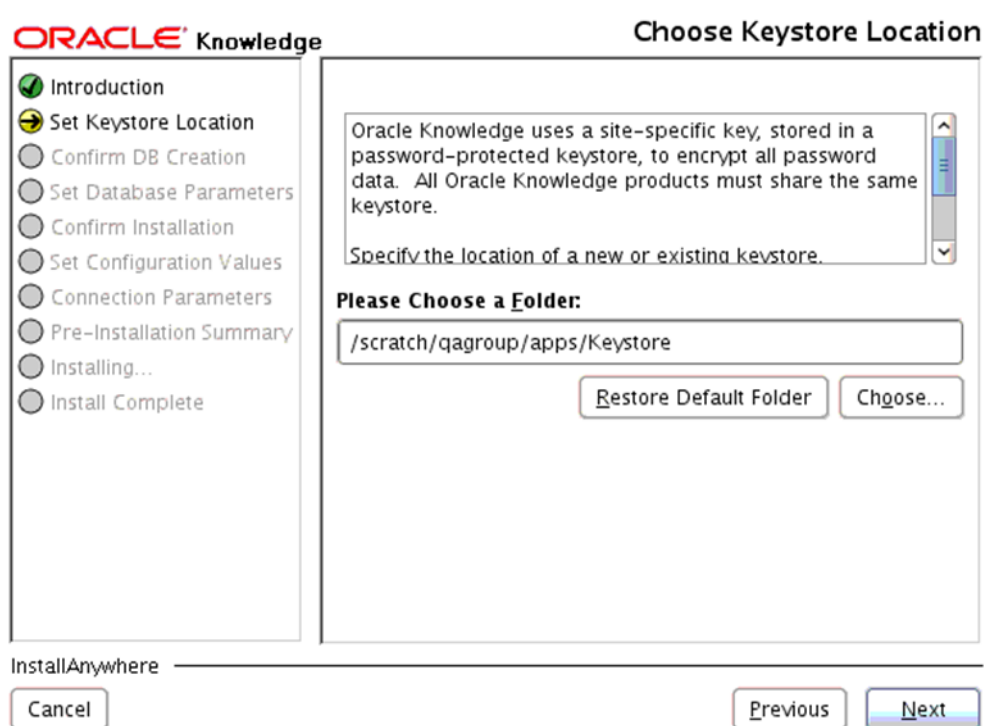 ORACLE Knowledge
Choose Keystore Location
Introduction
Set Keystore Location
Confirm DB Creation
Set Database Parameters
Confirm Installation
Set Configuration Values
Connection Parameters
Pre-Installation Summary
Installing...
Install Complete
Oracle Knowledge uses a site-specific key, stored in a
password-protected keystore, to encrypt all password
data. All Oracle Knowledge products must share the same
keystore.
Specify the location of a new or existing keystore.
Please Choose a Folder:
/scratch/qagroup/apps/Keystore
Restore Default Folder
Choose...
InstallAnywhere
Cancel
Previous
Next